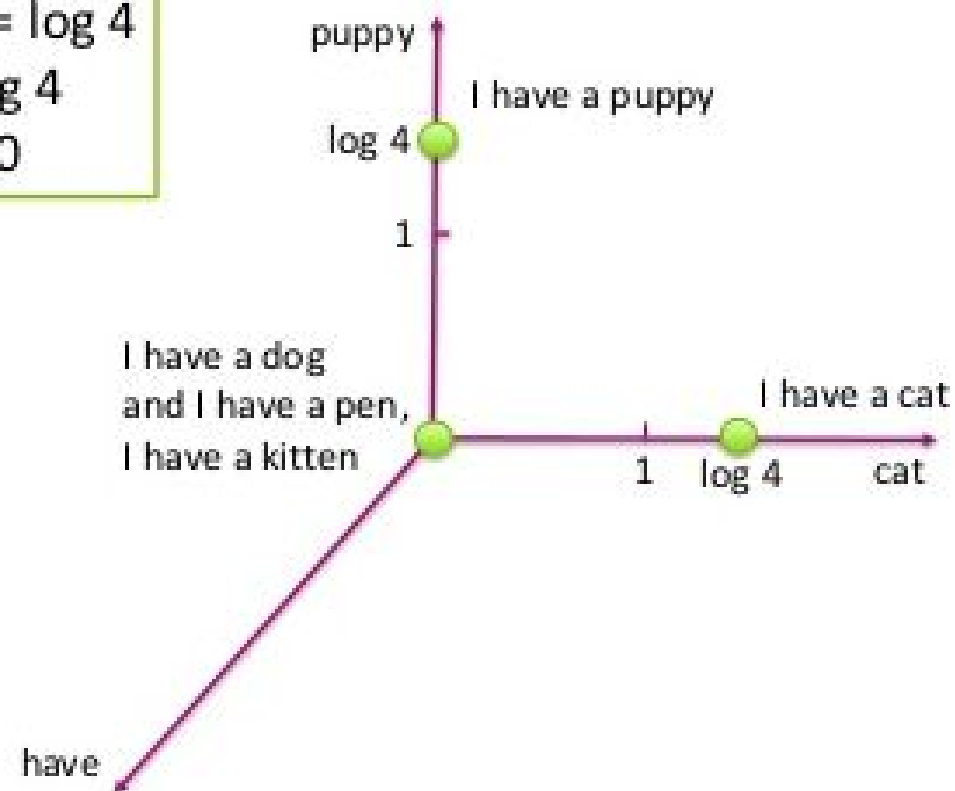 = log 4
g 4
0
puppy
I have a puppy
log 4
1
I have a dog
and I have a pen,
I have a kitten
I have a cat
1
log 4
cat
have